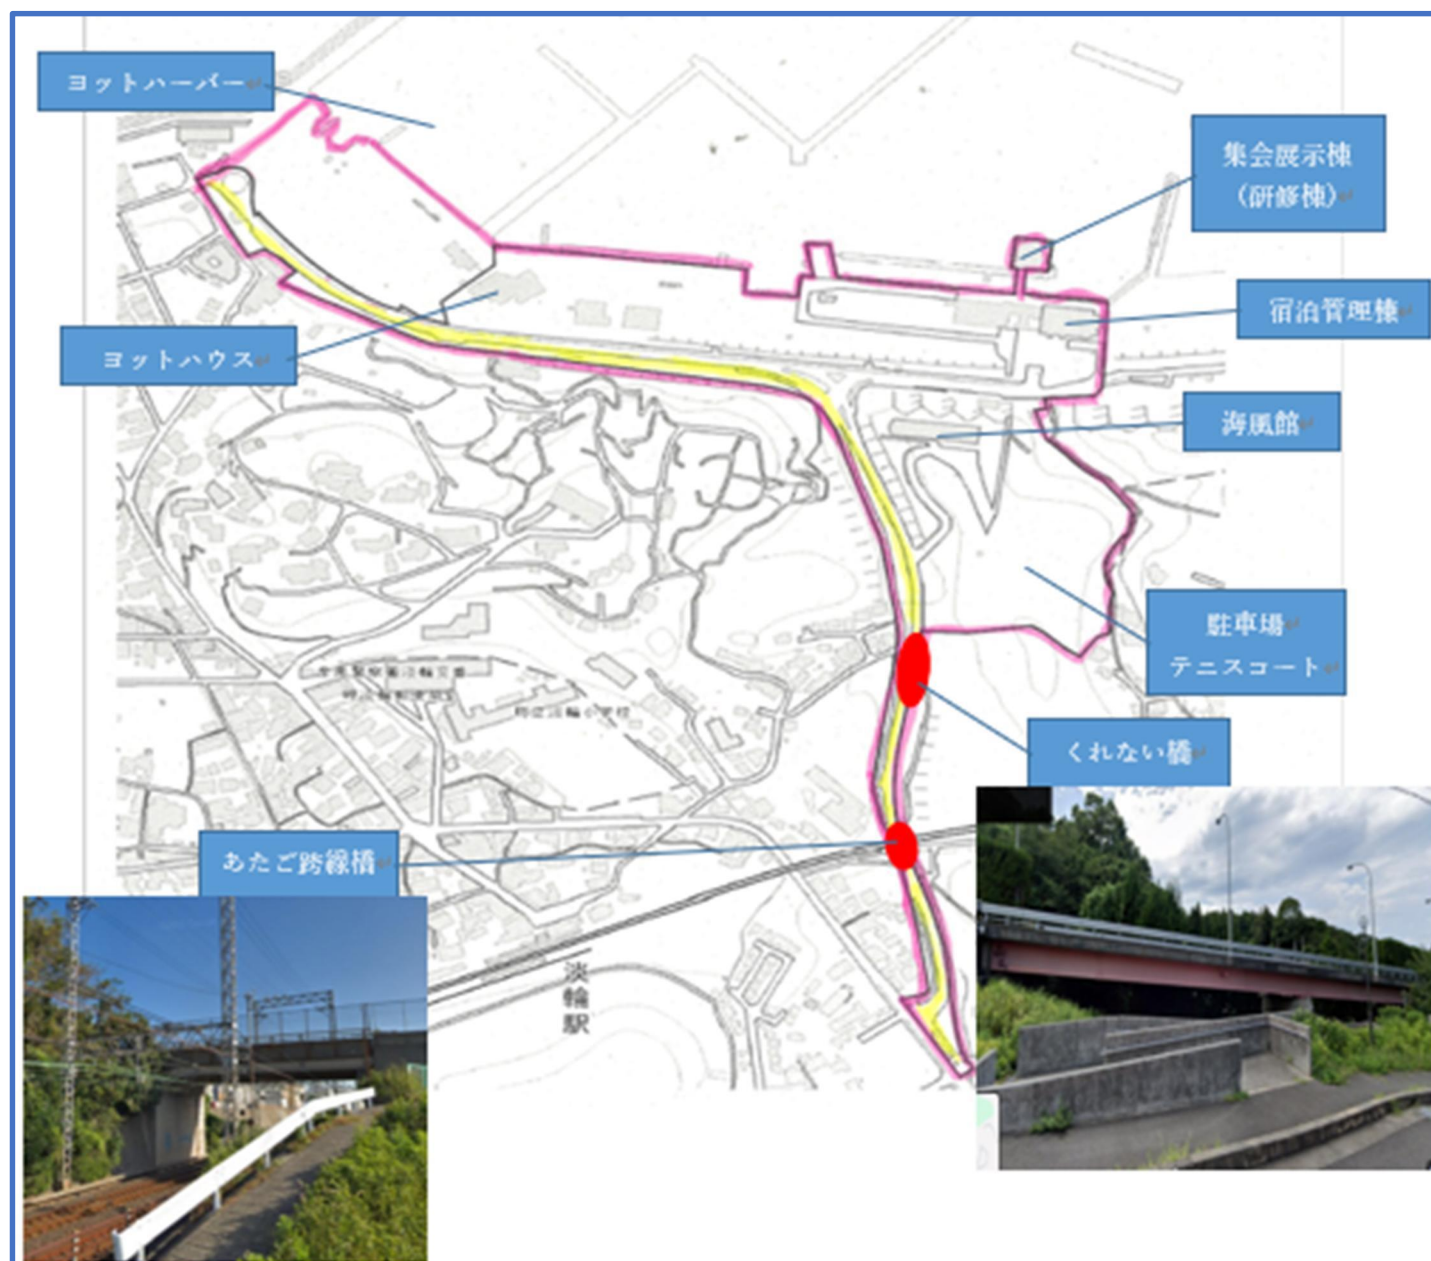 ヨットハーバー
集会展示棟
（研修棟）
宿泊管理棟
ヨットハウス
海風館
駐車場
テニスコート
くれない橋
あたご跨線橋
淡輪駅